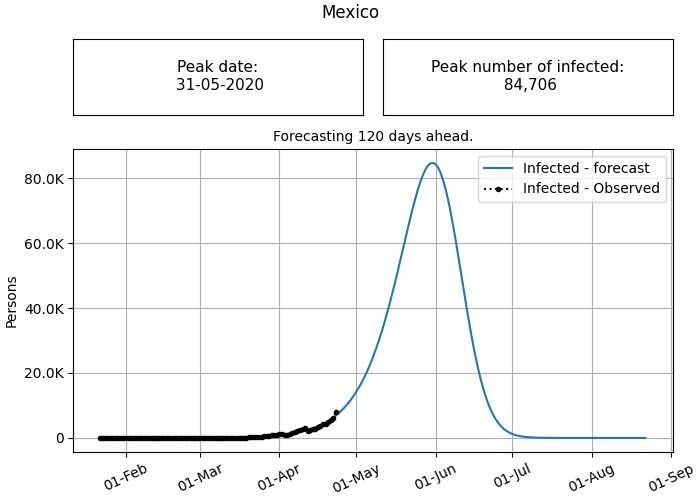 Mexico
Peak date:
31-05-2020
Peak number of infected:
84,706
Forecasting 120 days ahead.
Infected - forecast
Infected - Observed
80.0K
60.0K
40.0K
20.0K
0
Persons
01-Feb
01-Mar
01-Apr
01-May
01-Jun
01-Jul
01-Aug
01-Sep